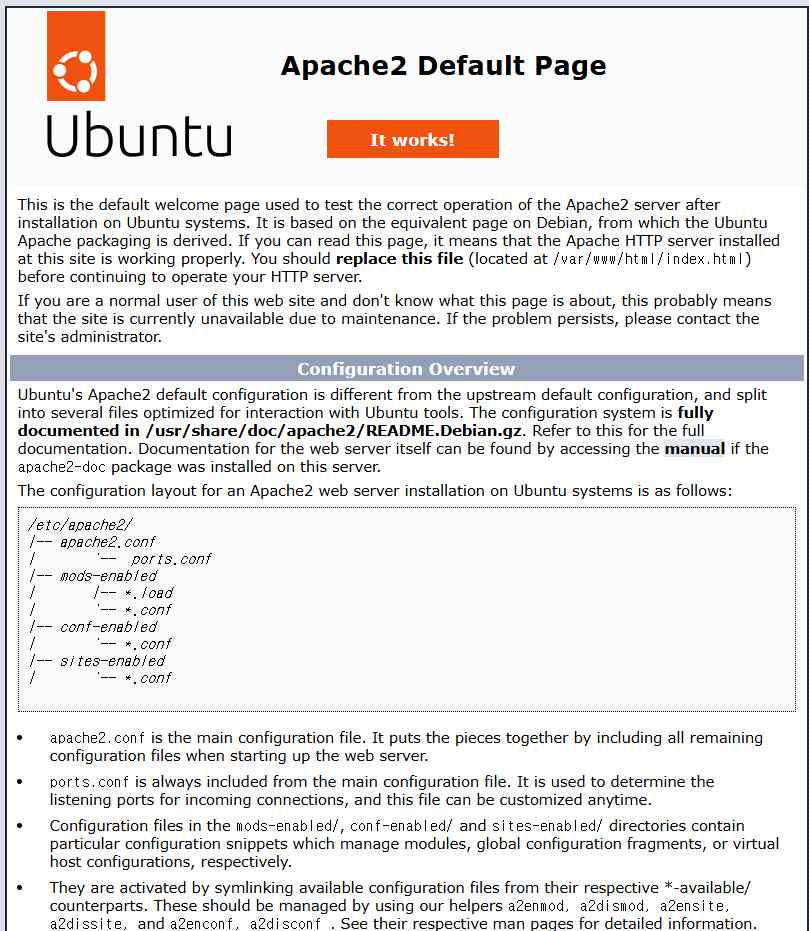 Apache2 Default Page
Ubuntu
It works!
This is the default welcome page used to test the correct operation of the Apache2 server after
installation on Ubuntu systems. It is based on the equivalent page on Debian, from which the Ubuntu
Apache packaging is derived. If you can read this page, it means that the Apache HTTP server installed
at this site is working properly. You should replace this file (located at /var/www/html/index.html)
before continuing to operate your HTTP server.
If you are a normal user of this web site and don't know what this page is about, this probably means
that the site is currently unavailable due to maintenance. If the problem persists, please contact the
site's administrator.
Configuration Overview
Ubuntu's Apache2 default configuration is different from the upstream default configuration, and split
into several files optimized for interaction with Ubuntu tools. The configuration system is fully
documented in /usr/share/doc/apache2/README.Debian.gz. Refer to this for the full
documentation. Documentation for the web server itself can be found by accessing the manual if the
apache2-doc package was installed on this server.
The configuration layout for an Apache2 web server installation on Ubuntu systems is as follows:
/etc/apache2/
|-- apache2.conf
|       `--  ports.conf
|-- mods-enabled
|       |-- *.load
|       `-- *.conf
|-- conf-enabled
|       `-- *.conf
|-- sites-enabled
|       `-- *.conf
• apache2.conf is the main configuration file. It puts the pieces together by including all remaining
configuration files when starting up the web server.
• ports.conf is always included from the main configuration file. It is used to determine the
listening ports for incoming connections, and this file can be customized anytime.
• Configuration files in the mods-enabled/, conf-enabled/ and sites-enabled/ directories contain
particular configuration snippets which manage modules, global configuration fragments, or virtual
host configurations, respectively.
• They are activated by symlinking available configuration files from their respective *-available/
counterparts. These should be managed by using our helpers a2enmod, a2dismod, a2ensite,
a2dissite, and a2enconf, a2disconf . See their respective man pages for detailed information.